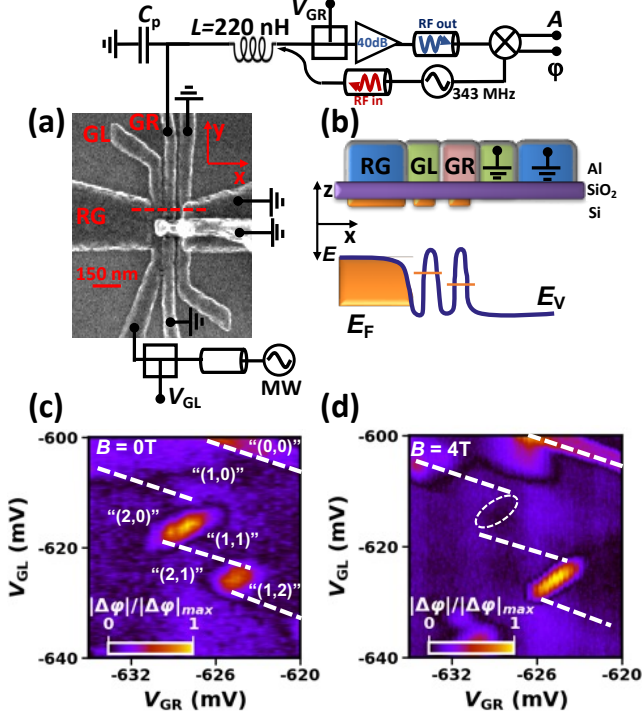 V_GR
C_p
L=220 nH
40dB
RF out
A
φ
RF in
343 MHz
(a)
GL
GR
y
x
RG
150 nm
MW
V_GL
(b)
RG
GL
GR
Al
SiO₂
Si
z
x
E
E_F
E_V
(c)
-600
-620
-640
V_GL (mV)
B = 0T
“(0,0)”
“(1,0)”
“(2,0)”
“(1,1)”
“(2,1)”
“(1,2)”
|Δφ|/|Δφ|_max
0 1
-632 -626 -620
V_GR (mV)
(d)
-600
-620
-640
V_GL (mV)
B = 4T
|Δφ|/|Δφ|_max
0 1
-632 -626 -620
V_GR (mV)